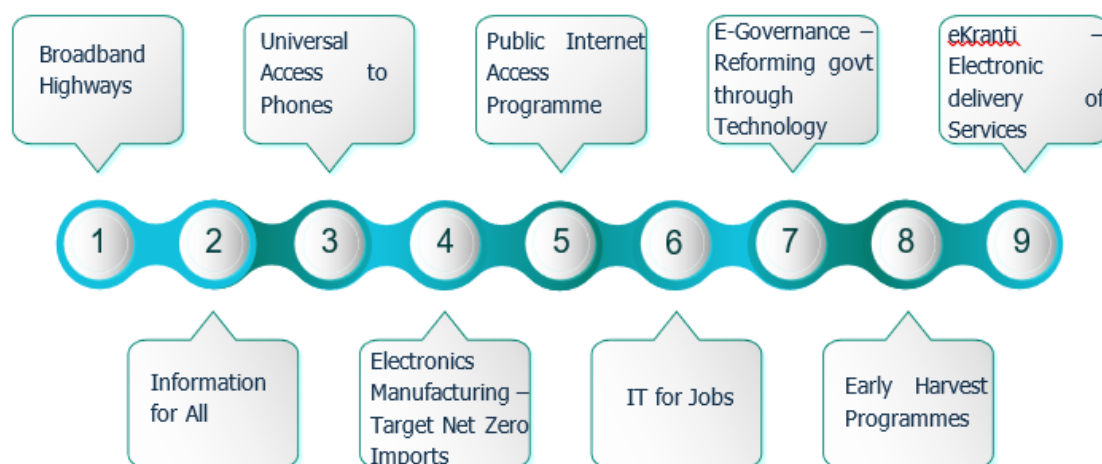 Broadband
Highways
Universal
Access to
Phones
Public Internet
Access
Programme
E-Governance –
Reforming govt
through
Technology
eKranti –
Electronic
delivery of
Services
1 2 3 4 5 6 7 8 9
Information
for All
Electronics
Manufacturing –
Target Net Zero
Imports
IT for Jobs
Early Harvest
Programmes